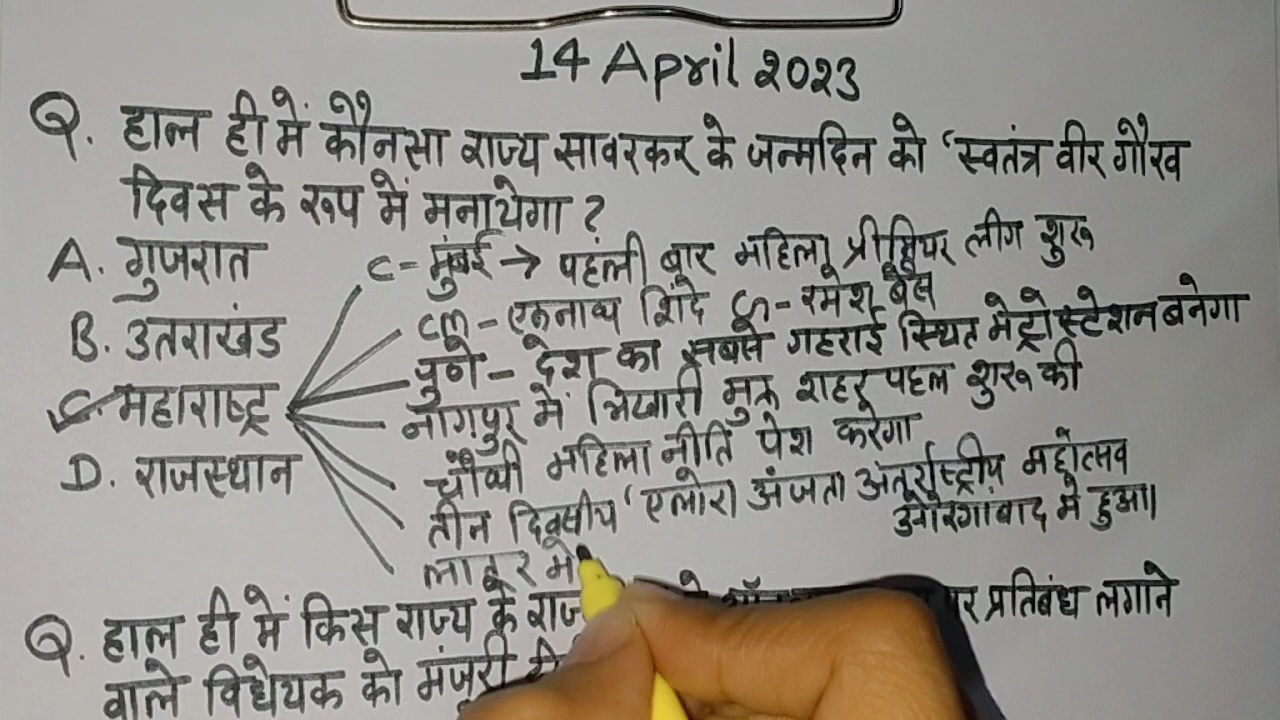 14 April 2023
Q. हाल ही में कौनसा राज्य सावरकर के जन्मदिन को ‘स्वतंत्र वीर गौरव
दिवस के रूप में मनायेगा ?
A. गुजरात
B. उतराखंड
C. महाराष्ट्र
D. राजस्थान
C - मुंबई → पहली बार महिला प्रीमियर लीग शुरू
CM - एकनाथ शिंदे G - रमेश बैस
पुणे - देश का सबसे गहराई स्थित मेट्रो स्टेशन बनेगा
नागपुर में भिखारी मुक्त शहर पहल शुरू की
चौथी महिला नीति पेश करेगा
तीन दिवसीय ‘एलोरा अंजता अंतर्राष्ट्रीय महोत्सव
औरंगाबाद में हुआ।
लातूर में
Q. हाल ही में किस राज्य के पर प्रतिबंध लगाने
वाले विधेयक को मंजूरी